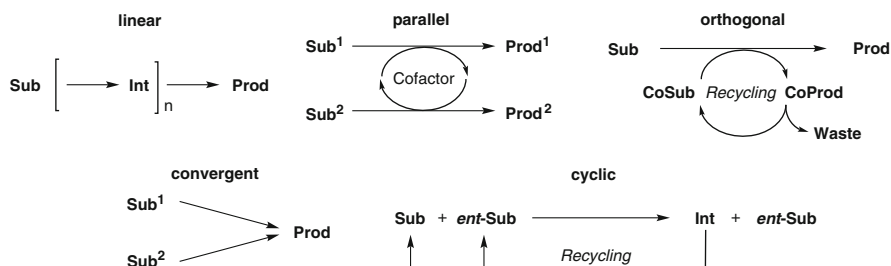 linear
Sub [ Int ]n Prod
parallel
Sub1 Prod1
Cofactor
Sub2 Prod2
orthogonal
Sub Prod
CoSub Recycling CoProd
Waste
convergent
Sub1
Prod
Sub2
cyclic
Sub + ent-Sub Int + ent-Sub
Recycling